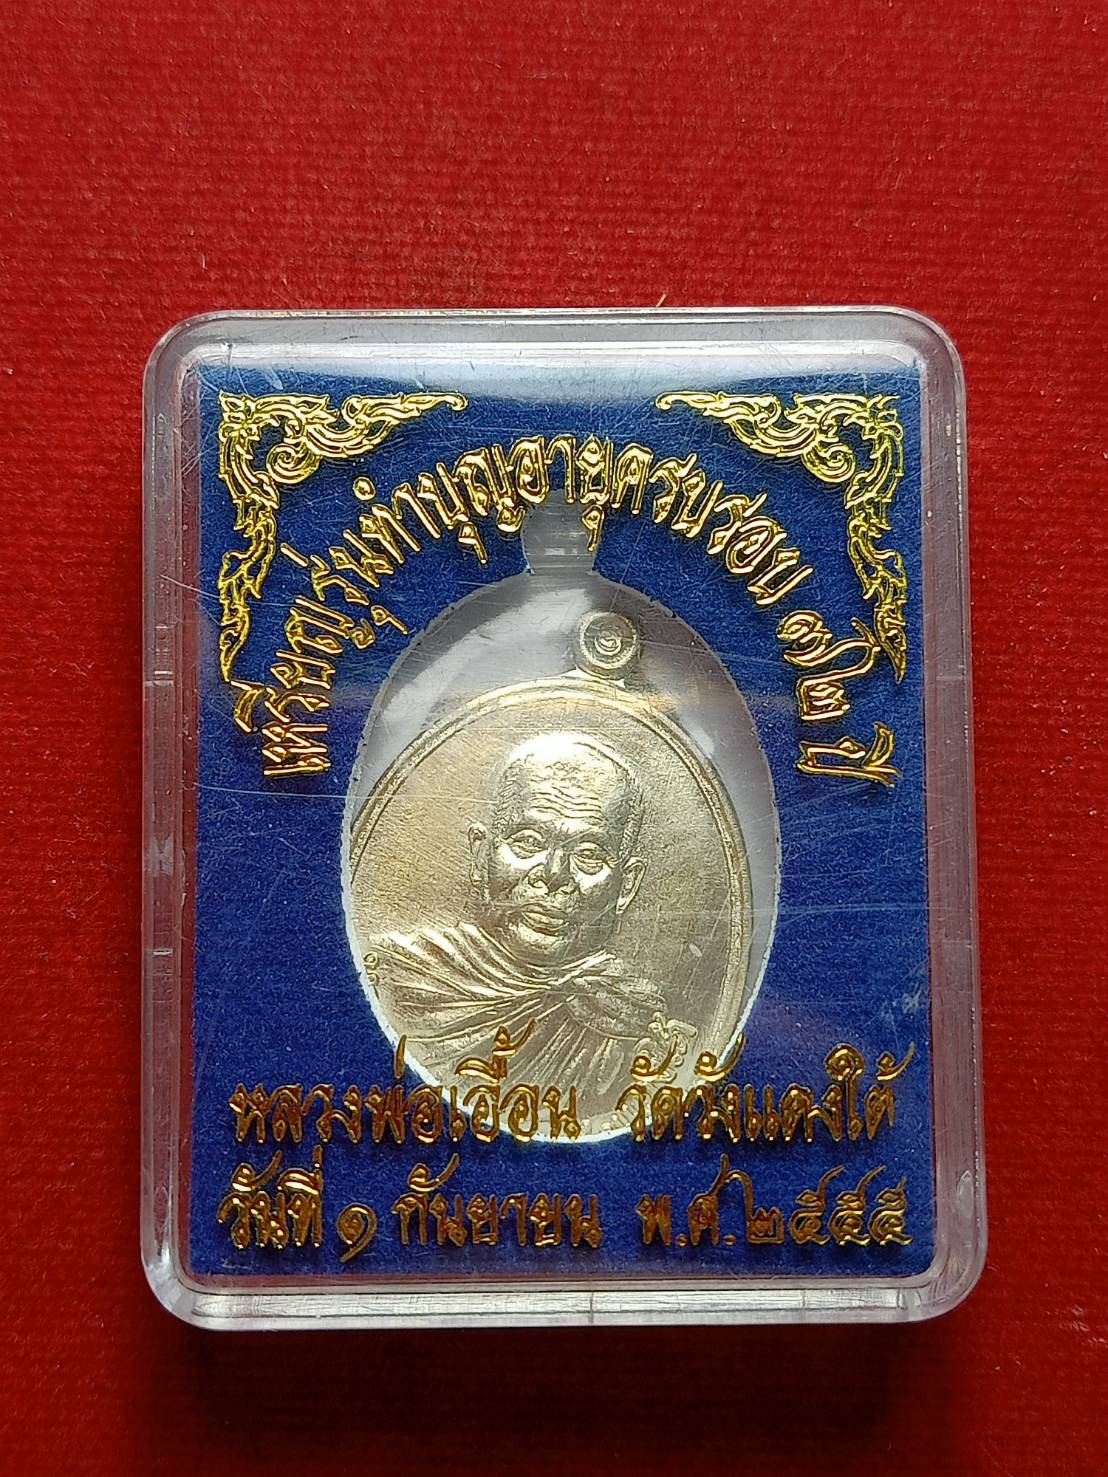 เหรียญรุ่นทำบุญอายุครบรอบ ๗๒ ปี
หลวงพ่อเอื้อน วัดวังแดงใต้
วันที่ ๑ กันยายน พ.ศ.๒๕๕๕